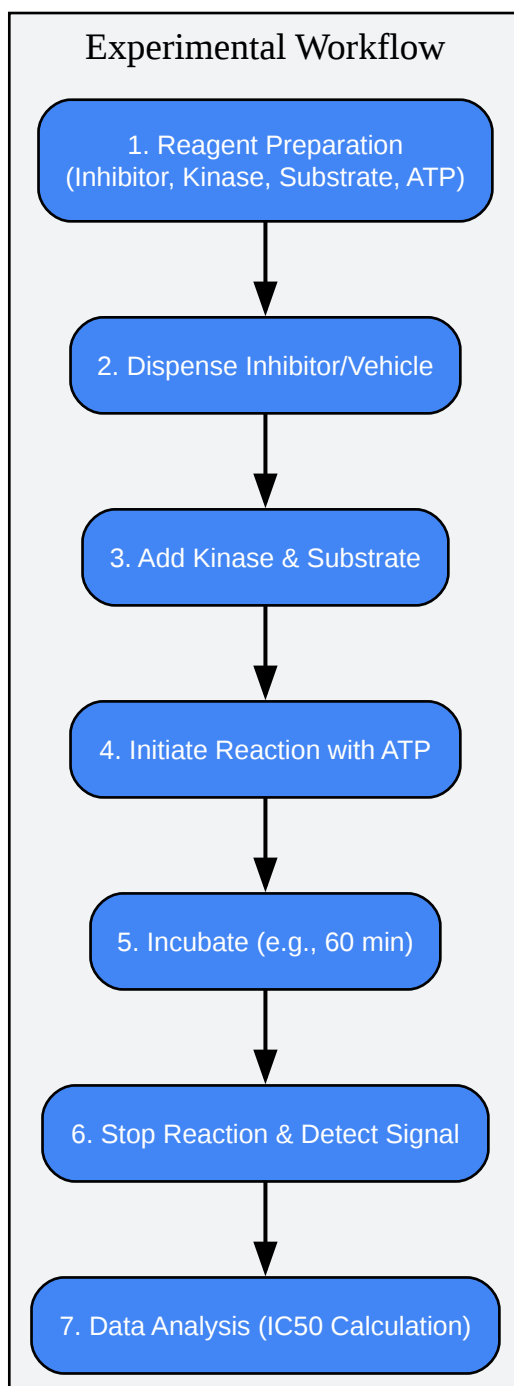 Experimental Workflow
1. Reagent Preparation
(Inhibitor, Kinase, Substrate, ATP)
2. Dispense Inhibitor/Vehicle
3. Add Kinase & Substrate
4. Initiate Reaction with ATP
5. Incubate (e.g., 60 min)
6. Stop Reaction & Detect Signal
7. Data Analysis (IC50 Calculation)